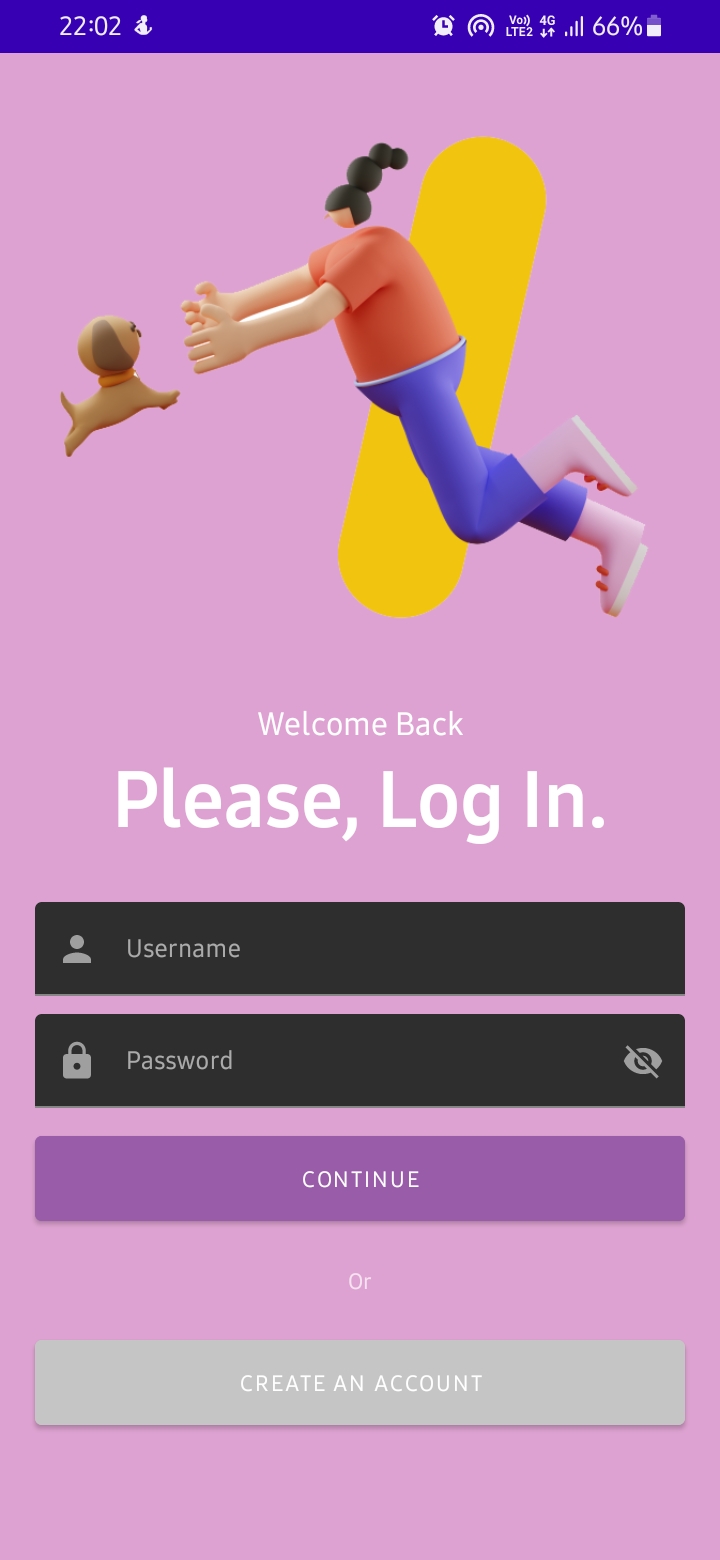 22:02 Vo)) LTE2 4G 66%
Welcome Back
Please, Log In.
Username
Password
CONTINUE
Or
CREATE AN ACCOUNT